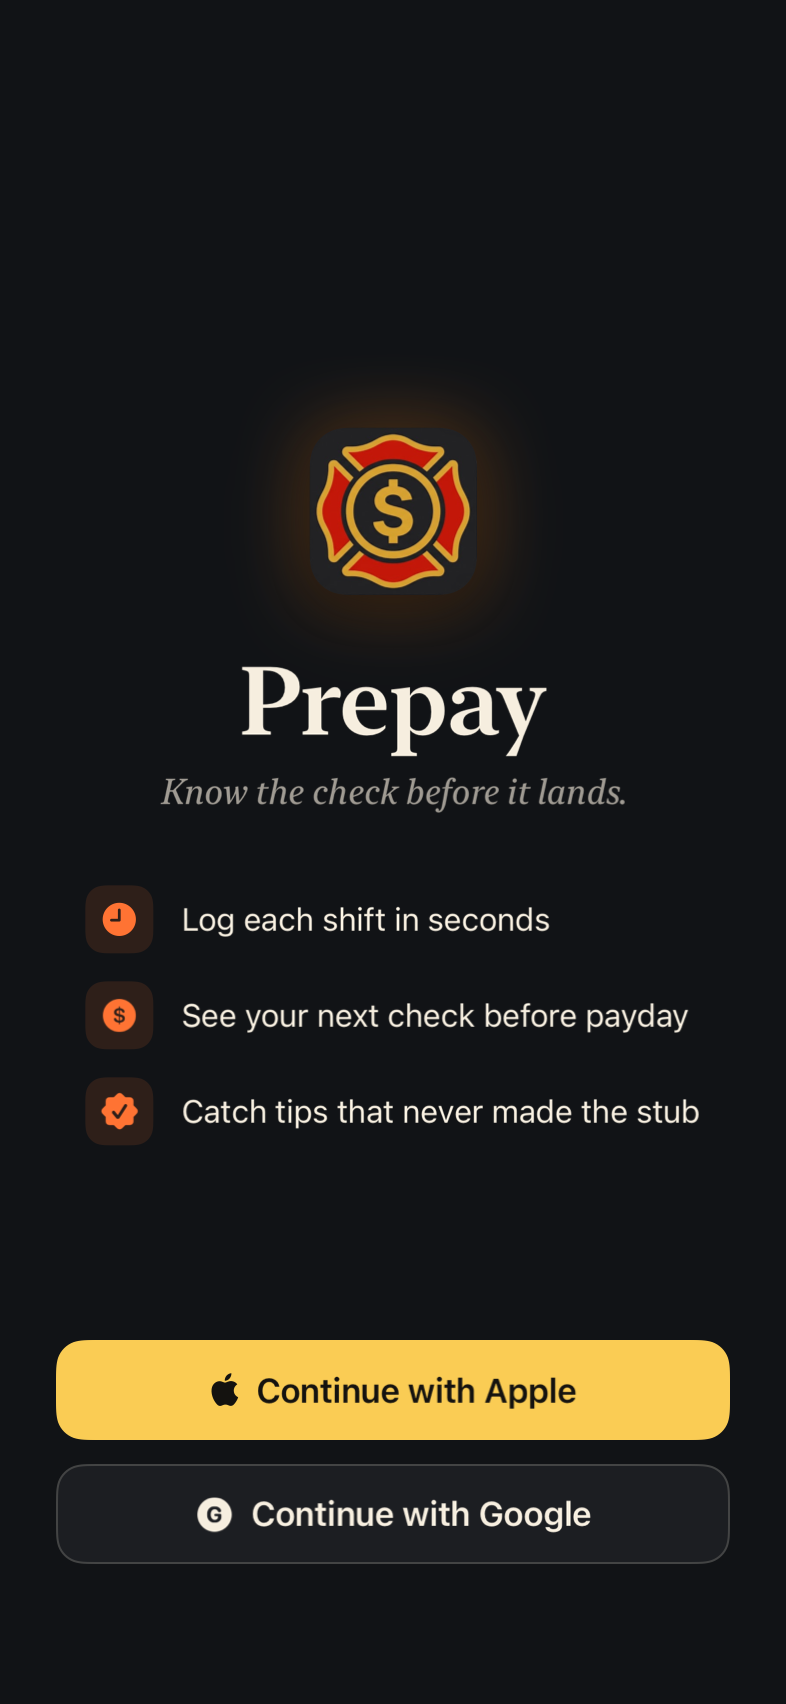 $
Prepay
Know the check before it lands.
Log each shift in seconds
$ See your next check before payday
Catch tips that never made the stub
Continue with Apple
G Continue with Google